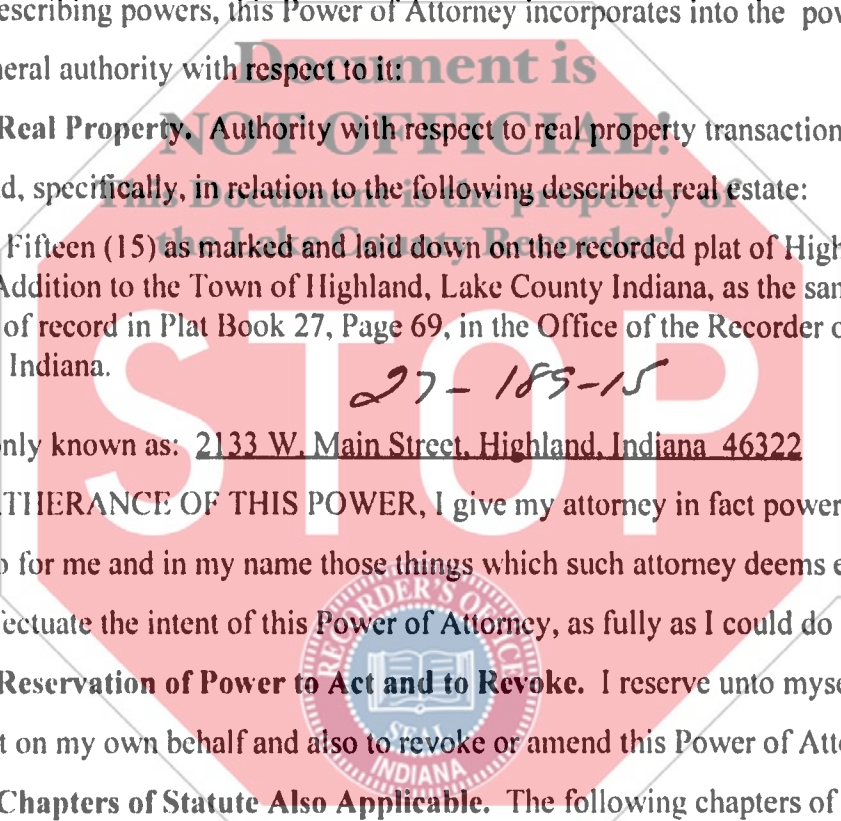 escribing powers, this Power of Attorney incorporates into the pow
neral authority with respect to it:
Document is
NOT OFFICIAL!
Real Property. Authority with respect to real property transaction
d, specifically, in relation to the following described real estate:
This Document is the property of
the Lake County Recorder!
Fifteen (15) as marked and laid down on the recorded plat of High
Addition to the Town of Highland, Lake County Indiana, as the sam
of record in Plat Book 27, Page 69, in the Office of the Recorder o
Indiana.
27-189-15
STOP
only known as: 2133 W. Main Street, Highland, Indiana 46322
THERANCE OF THIS POWER, I give my attorney in fact power
o for me and in my name those things which such attorney deems e
fectuate the intent of this Power of Attorney, as fully as I could do
RECORDER'S OFFICE
SEAL
INDIANA
Reservation of Power to Act and to Revoke. I reserve unto myse
t on my own behalf and also to revoke or amend this Power of Atto
Chapters of Statute Also Applicable. The following chapters of